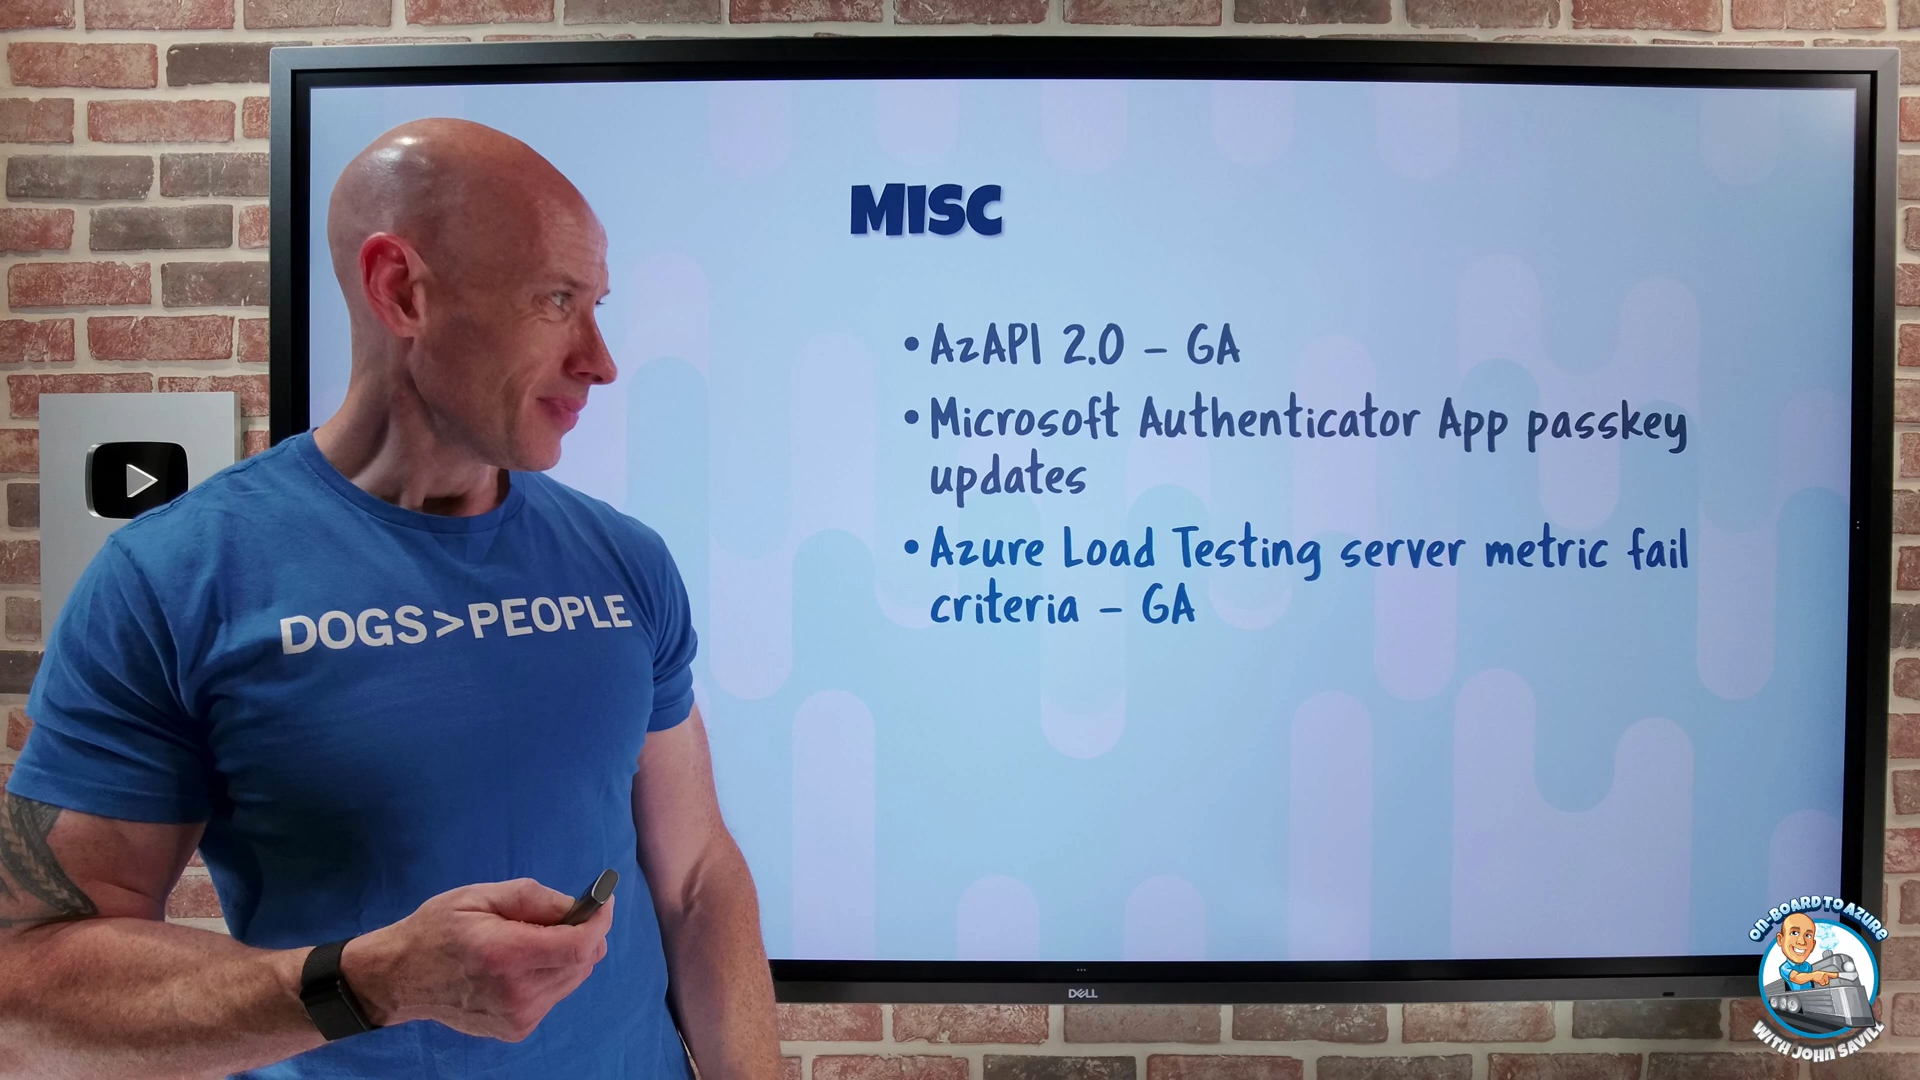 MISC
• AzAPI 2.0 – GA
• Microsoft Authenticator App passkey
updates
• Azure Load Testing server metric fail
criteria – GA
DOGS>PEOPLE
DELL
ON-BOARD TO AZURE
WITH JOHN SAVILL